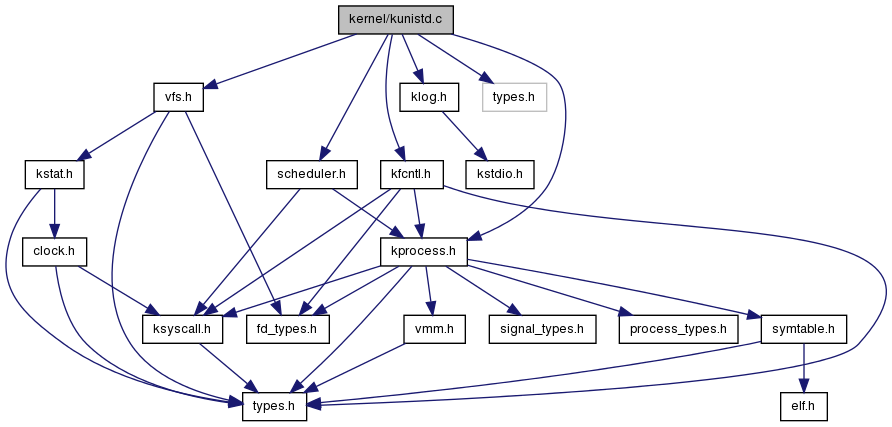 kernel/kunistd.c
vfs.h
klog.h
types.h
kstat.h
scheduler.h
kfcntl.h
kstdio.h
clock.h
kprocess.h
ksyscall.h
fd_types.h
vmm.h
signal_types.h
process_types.h
symtable.h
types.h
elf.h